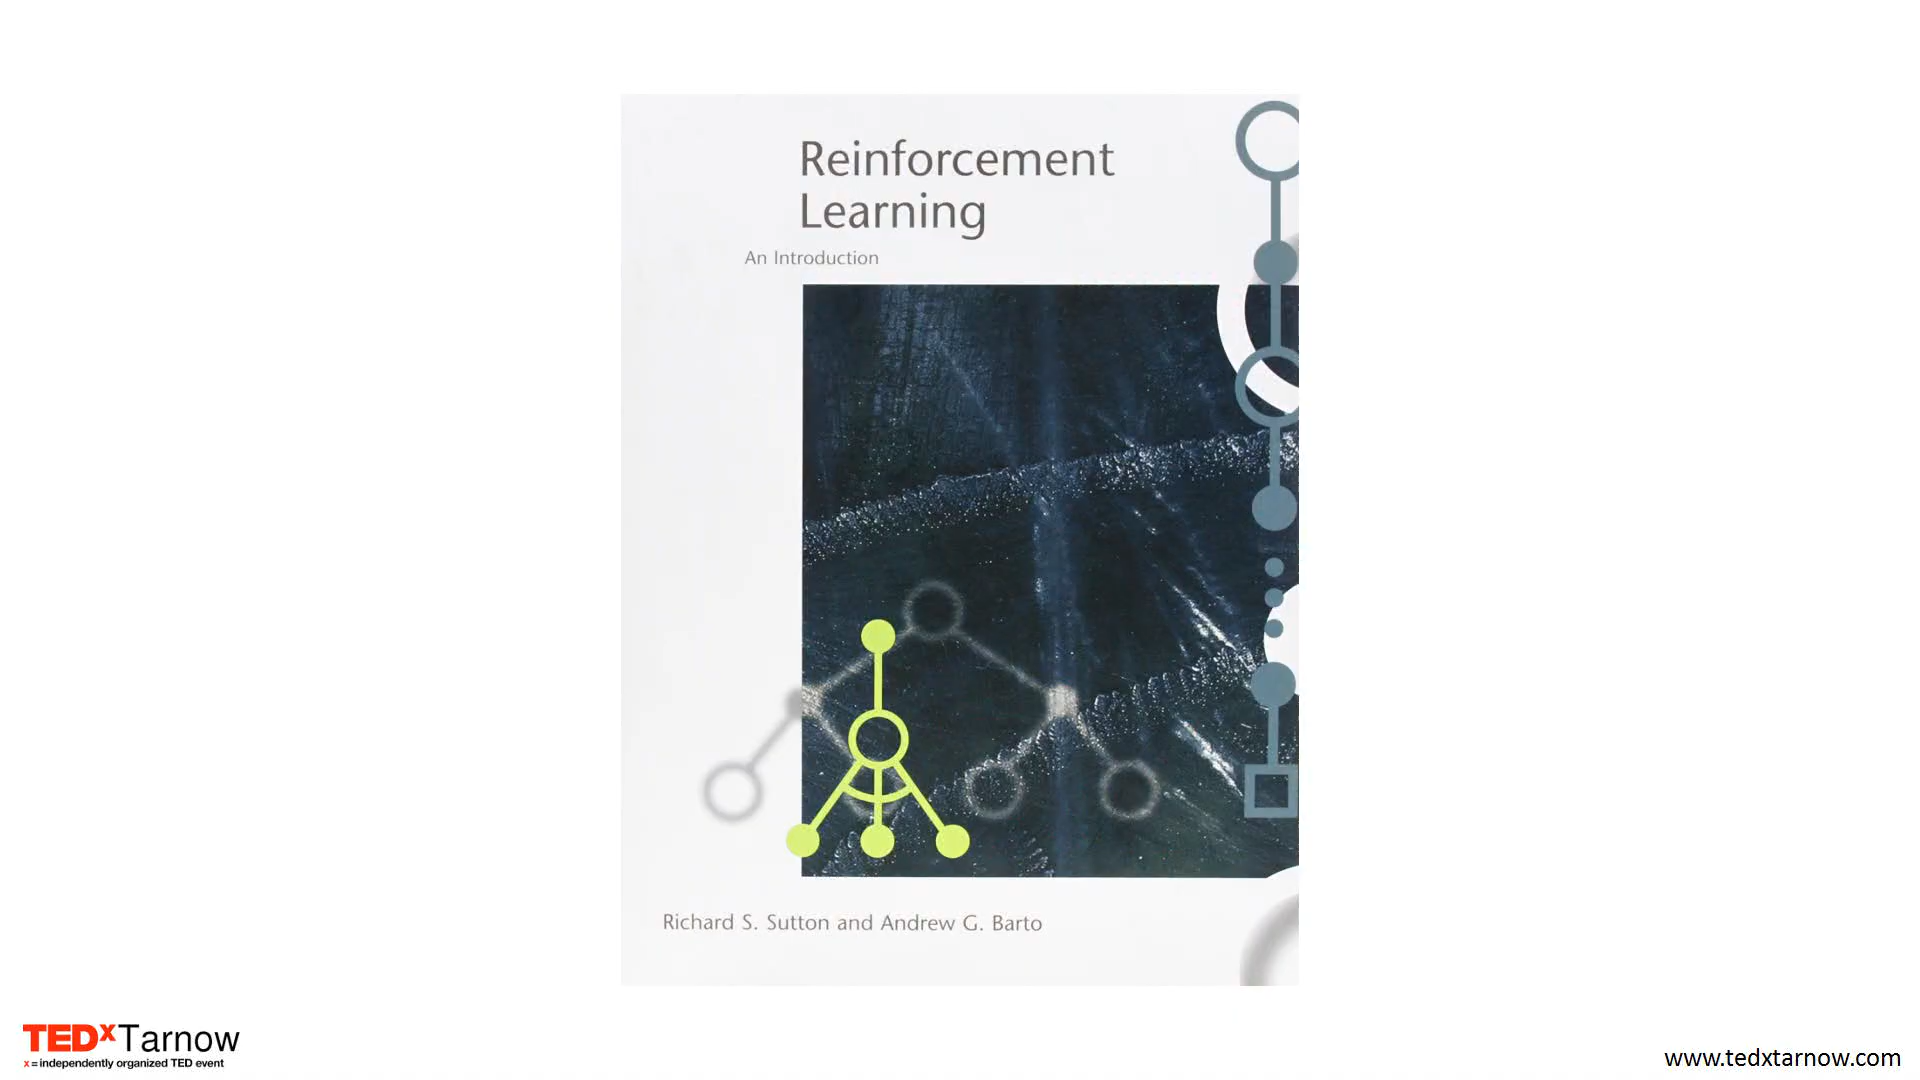 Reinforcement
Learning
An Introduction
Richard S. Sutton and Andrew G. Barto
TEDxTarnow
x = independently organized TED event
www.tedxtarnow.com